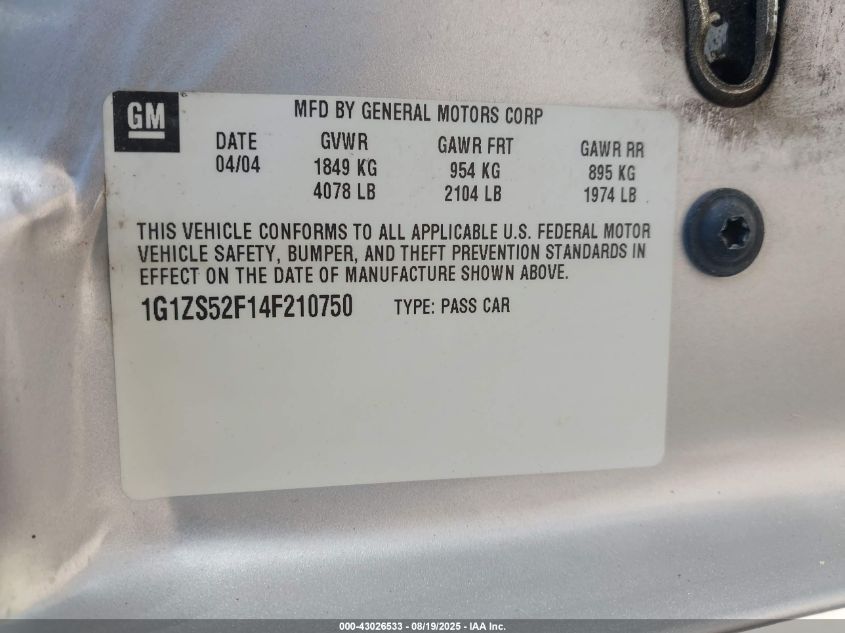 GM
MFD BY GENERAL MOTORS CORP
DATE GVWR GAWR FRT GAWR RR
04/04 1849 KG 954 KG 895 KG
4078 LB 2104 LB 1974 LB
THIS VEHICLE CONFORMS TO ALL APPLICABLE U.S. FEDERAL MOTOR
VEHICLE SAFETY, BUMPER, AND THEFT PREVENTION STANDARDS IN
EFFECT ON THE DATE OF MANUFACTURE SHOWN ABOVE.
1G1ZS52F14F210750 TYPE: PASS CAR
000-43026533 - 08/19/2025 - IAA Inc.